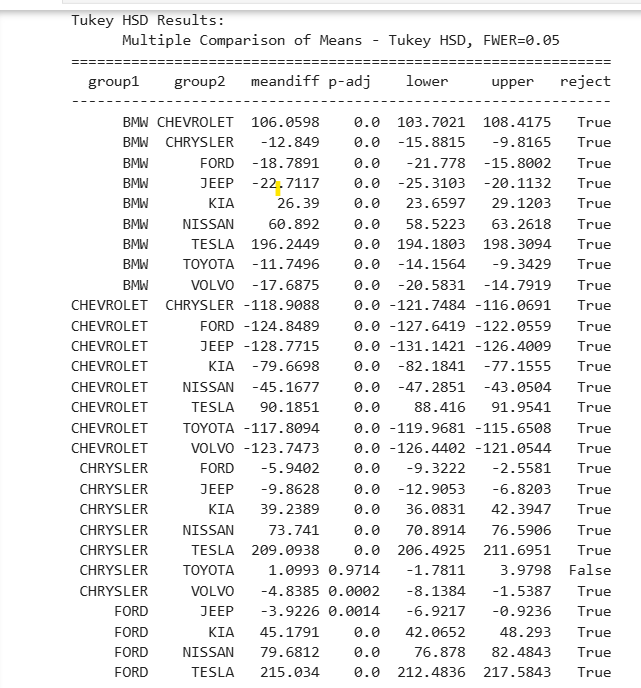 Tukey HSD Results:
Multiple Comparison of Means - Tukey HSD, FWER=0.05
===============================================================
group1 group2 meandiff p-adj lower upper reject
---------------------------------------------------------------
BMW CHEVROLET 106.0598 0.0 103.7021 108.4175 True
BMW CHRYSLER -12.849 0.0 -15.8815 -9.8165 True
BMW FORD -18.7891 0.0 -21.778 -15.8002 True
BMW JEEP -22.7117 0.0 -25.3103 -20.1132 True
BMW KIA 26.39 0.0 23.6597 29.1203 True
BMW NISSAN 60.892 0.0 58.5223 63.2618 True
BMW TESLA 196.2449 0.0 194.1803 198.3094 True
BMW TOYOTA -11.7496 0.0 -14.1564 -9.3429 True
BMW VOLVO -17.6875 0.0 -20.5831 -14.7919 True
CHEVROLET CHRYSLER -118.9088 0.0 -121.7484 -116.0691 True
CHEVROLET FORD -124.8489 0.0 -127.6419 -122.0559 True
CHEVROLET JEEP -128.7715 0.0 -131.1421 -126.4009 True
CHEVROLET KIA -79.6698 0.0 -82.1841 -77.1555 True
CHEVROLET NISSAN -45.1677 0.0 -47.2851 -43.0504 True
CHEVROLET TESLA 90.1851 0.0 88.416 91.9541 True
CHEVROLET TOYOTA -117.8094 0.0 -119.9681 -115.6508 True
CHEVROLET VOLVO -123.7473 0.0 -126.4402 -121.0544 True
CHRYSLER FORD -5.9402 0.0 -9.3222 -2.5581 True
CHRYSLER JEEP -9.8628 0.0 -12.9053 -6.8203 True
CHRYSLER KIA 39.2389 0.0 36.0831 42.3947 True
CHRYSLER NISSAN 73.741 0.0 70.8914 76.5906 True
CHRYSLER TESLA 209.0938 0.0 206.4925 211.6951 True
CHRYSLER TOYOTA 1.0993 0.9714 -1.7811 3.9798 False
CHRYSLER VOLVO -4.8385 0.0002 -8.1384 -1.5387 True
FORD JEEP -3.9226 0.0014 -6.9217 -0.9236 True
FORD KIA 45.1791 0.0 42.0652 48.293 True
FORD NISSAN 79.6812 0.0 76.878 82.4843 True
FORD TESLA 215.034 0.0 212.4836 217.5843 True